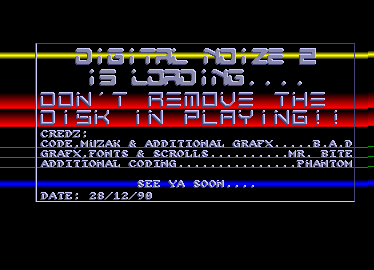 DIGITAL NOIZE 2
iS LOADiNG....
DON'T REMOVE THE
DISK IN PLAYING!!
CREDZ:
CODE,MUZAK & ADDITIONAL GRAFX.....B.A.D
GRAFX,FONTS & SCROLLS..........MR. BITE
ADDITIONAL CODING...............PHANTOM
SEE YA SOON....
DATE: 28/12/90